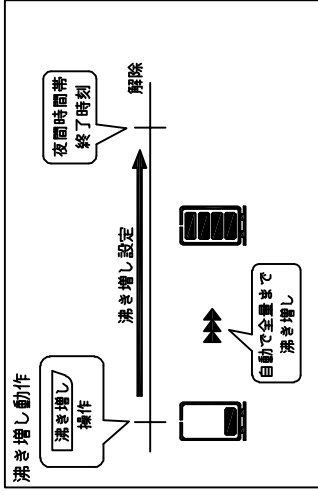 沸き増し動作
沸き増し
操作
沸き増し設定
夜間時間帯
終了時刻
解除
自動で全量まで
沸き増し